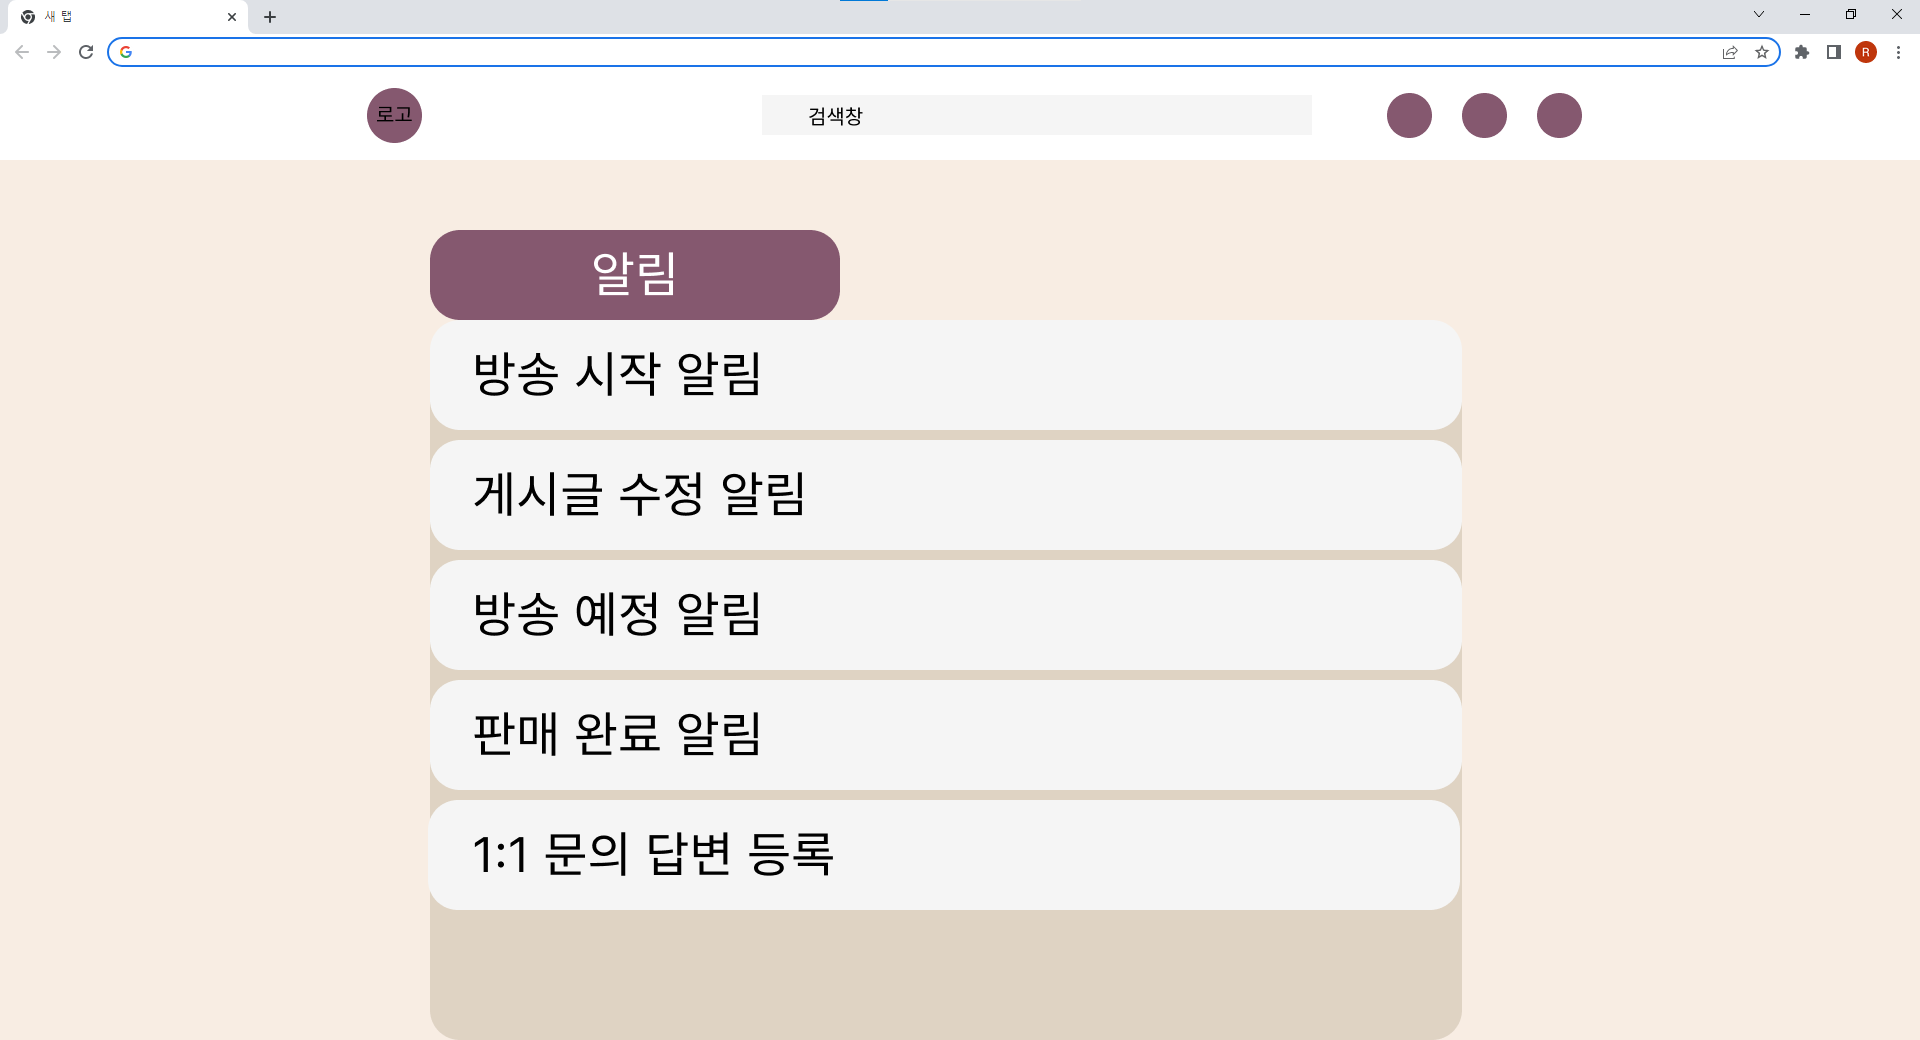 새 탭
R
로고
검색창
알림
방송 시작 알림
게시글 수정 알림
방송 예정 알림
판매 완료 알림
1:1 문의 답변 등록